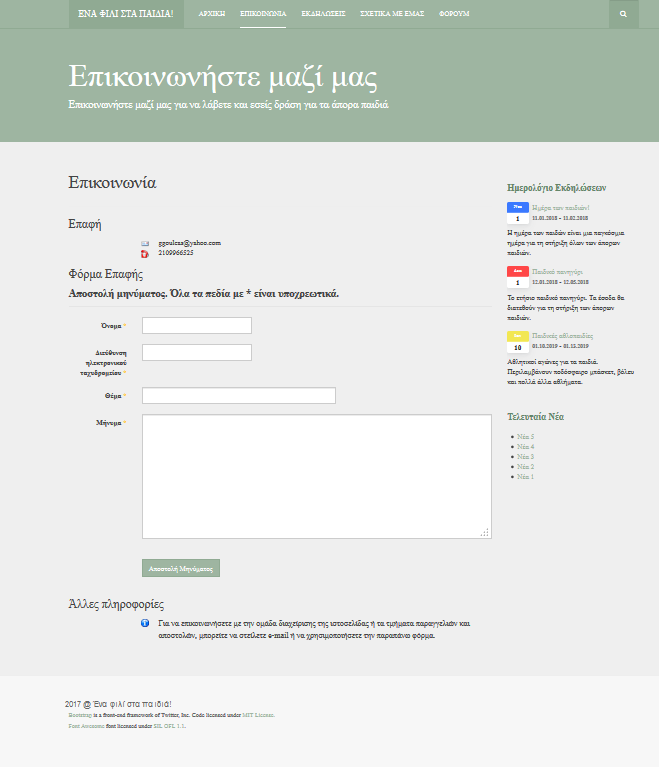 ΕΝΑ ΦΙΛΙ ΣΤΑ ΠΑΙΔΙΑ!
ΑΡΧΙΚΗ
ΕΠΙΚΟΙΝΩΝΙΑ
ΕΚΔΗΛΩΣΕΙΣ
ΣΧΕΤΙΚΑ ΜΕ ΕΜΑΣ
ΦΟΡΟΥΜ
Επικοινωνήστε μαζί μας
Επικοινωνήστε μαζί μας για να λάβετε και εσείς δράση για τα άπορα παιδιά
Επικοινωνία
Επαφή
ggoulcsa@yahoo.com
2109966525
Φόρμα Επαφής
Αποστολή μηνύματος. Όλα τα πεδία με * είναι υποχρεωτικά.
Όνομα *
Διεύθυνση
ηλεκτρονικού
ταχυδρομείου *
Θέμα *
Μήνυμα *
Αποστολή Μηνύματος
Άλλες πληροφορίες
Για να επικοινωνήσετε με την ομάδα διαχείρισης της ιστοσελίδας ή τα τμήματα παραγγελιών και
αποστολών, μπορείτε να στείλετε e-mail ή να χρησιμοποιήσετε την παραπάνω φόρμα.
Ημερολόγιο Εκδηλώσεων
1
Ημέρα των παιδιών!
11.01.2018 - 13.02.2018
Η ημέρα των παιδιών είναι μια παγκόσμια
ημέρα για τη στήριξη όλων των άπορων
παιδιών.
1
Παιδικό πανηγύρι
12.01.2018 - 12.05.2018
Το ετήσιο παιδικό πανηγύρι. Τα έσοδα θα
διατεθούν για τη στήριξη των άπορων
παιδιών.
10
Παιδικές αθλοπαιδίες
01.10.2019 - 01.13.2019
Αθλητικοί αγώνες για τα παιδιά.
Περιλαμβάνουν ποδόσφαιρο μπάσκετ, βόλευ
και πολλά άλλα αθλήματα.
Τελευταία Νέα
Νέα 5
Νέα 4
Νέα 3
Νέα 2
Νέα 1
2017 @ Ένα φιλί στα παιδιά!
Bootstrap is a front-end framework of Twitter, Inc. Code licensed under MIT License.
Font Awesome font licensed under SIL OFL 1.1.